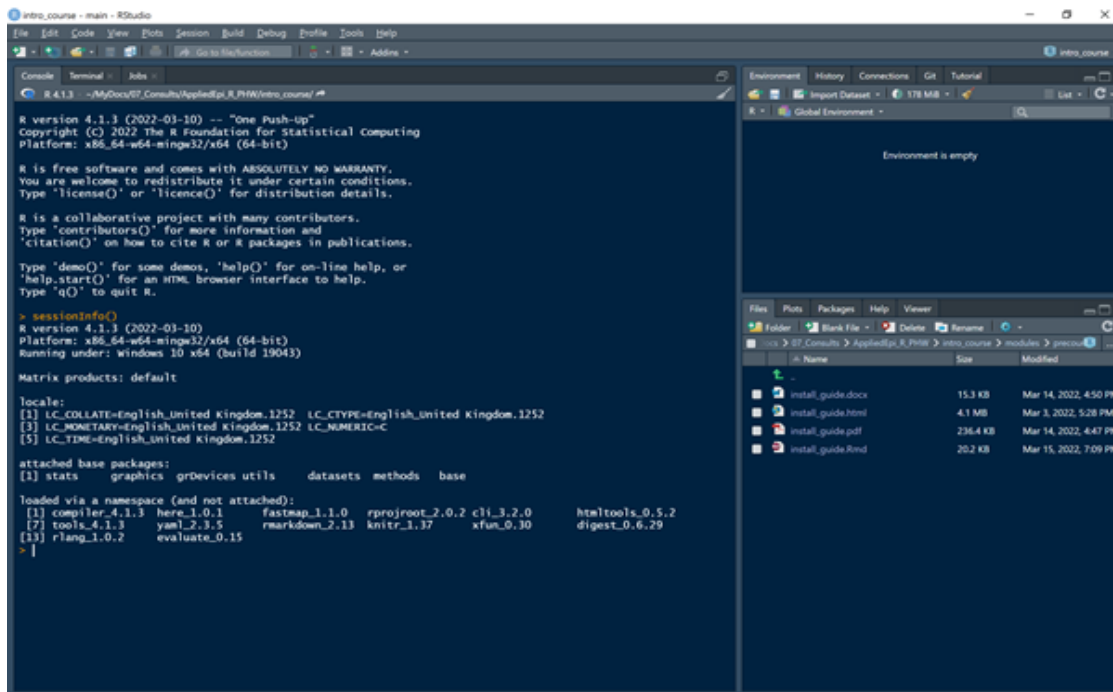 intro_course - main - RStudio
File Edit Code View Plots Session Build Debug Profile Tools Help
Go to file/function Addins
intro_course
Console Terminal Jobs
R 4.1.3 · ~/MyDocs/07_Consults/AppliedEpi_R_PHW/intro_course/
R version 4.1.3 (2022-03-10) -- "One Push-Up"
Copyright (C) 2022 The R Foundation for Statistical Computing
Platform: x86_64-w64-mingw32/x64 (64-bit)
R is free software and comes with ABSOLUTELY NO WARRANTY.
You are welcome to redistribute it under certain conditions.
Type 'license()' or 'licence()' for distribution details.
R is a collaborative project with many contributors.
Type 'contributors()' for more information and
'citation()' on how to cite R or R packages in publications.
Type 'demo()' for some demos, 'help()' for on-line help, or
'help.start()' for an HTML browser interface to help.
Type 'q()' to quit R.
> sessionInfo()
R version 4.1.3 (2022-03-10)
Platform: x86_64-w64-mingw32/x64 (64-bit)
Running under: Windows 10 x64 (build 19043)
Matrix products: default
locale:
[1] LC_COLLATE=English_United Kingdom.1252 LC_CTYPE=English_United Kingdom.1252
[3] LC_MONETARY=English_United Kingdom.1252 LC_NUMERIC=C
[5] LC_TIME=English_United Kingdom.1252
attached base packages:
[1] stats graphics grDevices utils datasets methods base
loaded via a namespace (and not attached):
[1] compiler_4.1.3 here_1.0.1 fastmap_1.1.0 rprojroot_2.0.2 cli_3.2.0 htmltools_0.5.2
[7] tools_4.1.3 yaml_2.3.5 rmarkdown_2.13 knitr_1.37 xfun_0.30 digest_0.6.29
[13] rlang_1.0.2 evaluate_0.15
>
Environment History Connections Git Tutorial
Import Dataset 178 MiB List
R Global Environment
Environment is empty
Files Plots Packages Help Viewer
Folder Blank File Delete Rename
07_Consults > AppliedEpi_R_PHW > intro_course > modules >
Name Size Modified
..
install_guide.docx 15.3 KB Mar 14, 2022, 4:50 PM
install_guide.html 4.1 MB Mar 3, 2022, 5:28 PM
install_guide.pdf 236.4 KB Mar 14, 2022, 4:47 PM
install_guide.Rmd 20.2 KB Mar 15, 2022, 7:09 PM